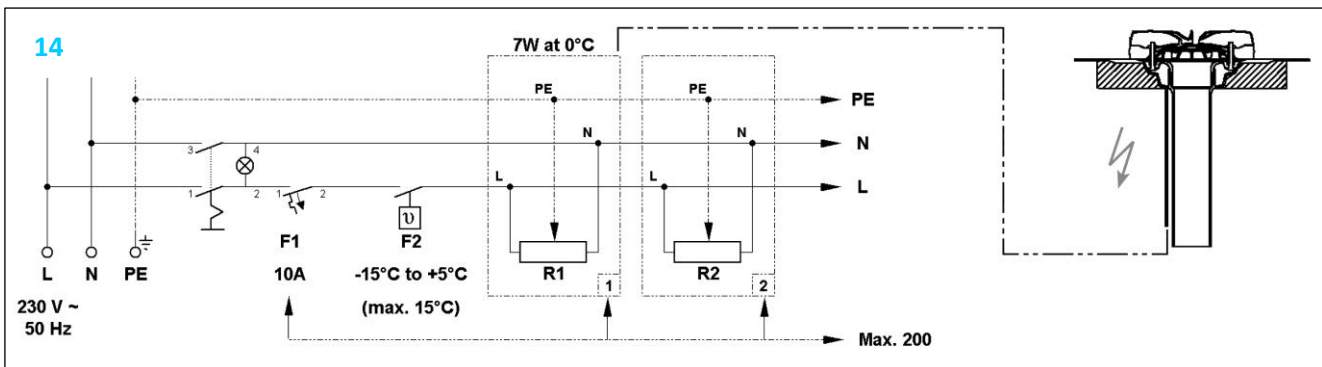 14
7W at 0°C
PE PE PE
N N N
3 4
L L L
1 2 1 2
υ
L N PE
F1 F2 R1 R2
10A -15°C to +5°C 1 2
230 V ~
50 Hz
(max. 15°C)
Max. 200